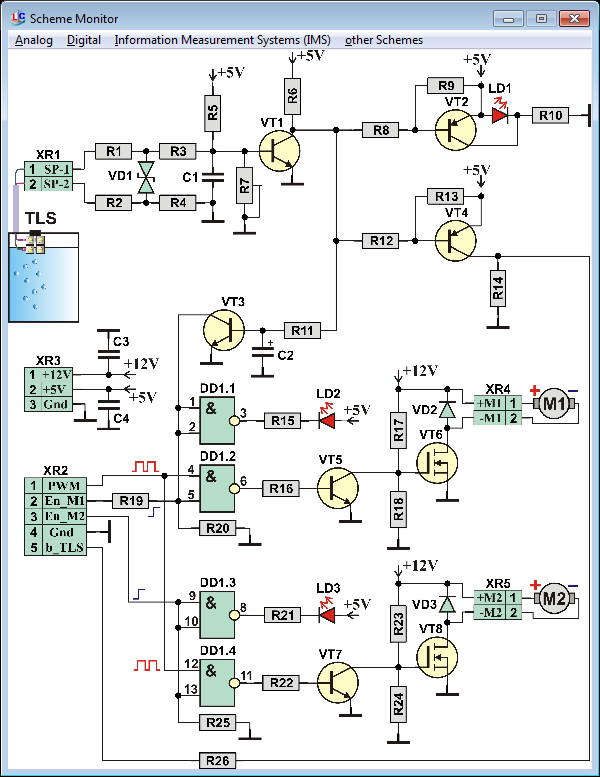 Scheme Monitor
Analog Digital Information Measurement Systems (IMS) other Schemes
+5V
+5V
+5V
R5
R6
R9
LD1
VT2
R10
VT1
R8
XR1
R1
R3
1 SP-1
2 SP-2
VD1
C1
R7
+5V
R2
R4
R13
VT4
TLS
R12
R14
VT3
R11
+
C2
C3
XR3
+12V
1 +12V
2 +5V
3 Gnd
+5V
C4
+12V
DD1.1
1
&
3
2
LD2
R15
+5V
R17
VD2
XR4
+M1 1
-M1 2
+ M1 −
VT6
DD1.2
4
&
6
5
VT5
R16
R18
XR2
1 PWM
2 En_M1
3 En_M2
4 Gnd
5 b_TLS
R19
R20
+12V
DD1.3
9
&
8
10
LD3
R21
+5V
R23
VD3
XR5
+M2 1
-M2 2
+ M2 −
VT8
DD1.4
12
&
11
13
VT7
R22
R24
R25
R26